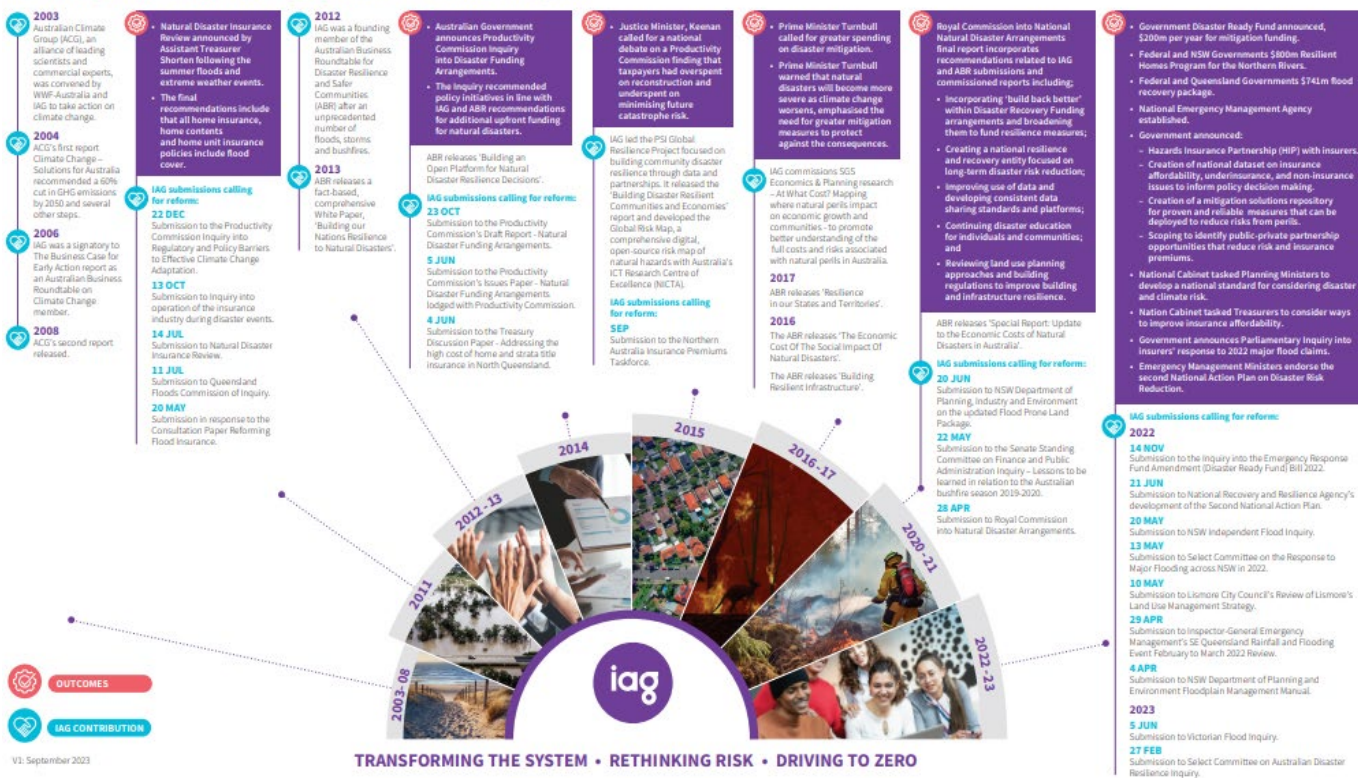 2003
Australian Climate
Group (ACG), an
alliance of leading
scientists and
commercial experts,
was convened by
WWF-Australia and
IAG to take action on
climate change.
2004
ACG's first report
Climate Change –
Solutions for Australia
recommended a 60%
cut in GHG emissions
by 2050 and several
other steps.
2006
IAG was a signatory to
The Business Case for
Early Action report as
an Australian Business
Roundtable on
Climate Change
member.
2008
ACG's second report
released.
• Natural Disaster Insurance
Review announced by
Assistant Treasurer
Shorten following the
summer floods and
extreme weather events.
• The final
recommendations include
that all home insurance,
home contents
and home unit insurance
policies include flood
cover.
IAG submissions calling
for reform:
22 DEC
Submission to the Productivity
Commission Inquiry into
Regulatory and Policy Barriers
to Effective Climate Change
Adaptation.
13 OCT
Submission to Inquiry into
operation of the insurance
industry during disaster events.
14 JUL
Submission to Natural Disaster
Insurance Review.
11 JUL
Submission to Queensland
Floods Commission of Inquiry.
20 MAY
Submission in response to the
Consultation Paper Reforming
Flood Insurance.
2012
IAG was a founding
member of the
Australian Business
Roundtable for
Disaster Resilience
and Safer
Communities
(ABR) after an
unprecedented
number of
floods, storms
and bushfires.
2013
ABR releases a
fact-based,
comprehensive
White Paper,
'Building our
Nations Resilience
to Natural Disasters'.
• Australian Government
announces Productivity
Commission Inquiry
into Disaster Funding
Arrangements.
• The Inquiry recommended
policy initiatives in line with
IAG and ABR recommendations
for additional upfront funding
for natural disasters.
ABR releases 'Building an
Open Platform for Natural
Disaster Resilience Decisions'.
IAG submissions calling for reform:
23 OCT
Submission to the Productivity
Commission's Draft Report - Natural
Disaster Funding Arrangements.
5 JUN
Submission to the Productivity
Commission's Issues Paper - Natural
Disaster Funding Arrangements
lodged with Productivity Commission.
4 JUN
Submission to the Treasury
Discussion Paper - Addressing the
high cost of home and strata title
insurance in North Queensland.
• Justice Minister, Keenan
called for a national
debate on a Productivity
Commission finding that
taxpayers had overspent
on reconstruction and
underspent on
minimising future
catastrophe risk.
IAG led the PSI Global
Resilience Project focused on
building community disaster
resilience through data and
partnerships. It released the
'Building Disaster Resilient
Communities and Economies'
report and developed the
Global Risk Map, a
comprehensive digital,
open-source risk map of
natural hazards with Australia's
ICT Research Centre of
Excellence (NICTA).
IAG submissions calling
for reform:
SEP
Submission to the Northern
Australia Insurance Premiums
Taskforce.
• Prime Minister Turnbull
called for greater spending
on disaster mitigation.
• Prime Minister Turnbull
warned that natural
disasters will become more
severe as climate change
worsens, emphasised the
need for greater mitigation
measures to protect
against the consequences.
IAG commissions SGS
Economics & Planning research
– At What Cost? Mapping
where natural perils impact
on economic growth and
communities - to promote
better understanding of the
full costs and risks associated
with natural perils in Australia.
2017
ABR releases 'Resilience
in our States and Territories'.
2016
The ABR releases 'The Economic
Cost Of The Social Impact Of
Natural Disasters'.
The ABR releases 'Building
Resilient Infrastructure'.
Royal Commission into National
Natural Disaster Arrangements
final report incorporates
recommendations related to IAG
and ABR submissions and
commissioned reports including;
• Incorporating 'build back better'
within Disaster Recovery Funding
arrangements and broadening
them to fund resilience measures;
• Creating a national resilience
and recovery entity focused on
long-term disaster risk reduction;
• Improving use of data and
developing consistent data
sharing standards and platforms;
• Continuing disaster education
for individuals and communities;
and
• Reviewing land use planning
approaches and building
regulations to improve building
and infrastructure resilience.
ABR releases 'Special Report: Update
to the Economic Costs of Natural
Disasters in Australia'.
IAG submissions calling for reform:
20 JUN
Submission to NSW Department of
Planning, Industry and Environment
on the updated Flood Prone Land
Package.
22 MAY
Submission to the Senate Standing
Committee on Finance and Public
Administration Inquiry – Lessons to be
learned in relation to the Australian
bushfire season 2019-2020.
28 APR
Submission to Royal Commission
into Natural Disaster Arrangements.
• Government Disaster Ready Fund announced,
$200m per year for mitigation funding.
• Federal and NSW Governments $800m Resilient
Homes Program for the Northern Rivers.
• Federal and Queensland Governments $741m flood
recovery package.
• National Emergency Management Agency
established.
• Government announced:
– Hazards Insurance Partnership (HIP) with insurers.
– Creation of national dataset on insurance
affordability, underinsurance, and non-insurance
issues to inform policy decision making.
– Creation of a mitigation solutions repository
for proven and reliable measures that can be
deployed to reduce risks from perils.
– Scoping to identify public-private partnership
opportunities that reduce risk and insurance
premiums.
• National Cabinet tasked Planning Ministers to
develop a national standard for considering disaster
and climate risk.
• Nation Cabinet tasked Treasurers to consider ways
to improve insurance affordability.
• Government announces Parliamentary Inquiry into
insurers' response to 2022 major flood claims.
• Emergency Management Ministers endorse the
second National Action Plan on Disaster Risk
Reduction.
IAG submissions calling for reform:
2022
14 NOV
Submission to the Inquiry into the Emergency Response
Fund Amendment (Disaster Ready Fund) Bill 2022.
21 JUN
Submission to National Recovery and Resilience Agency's
development of the Second National Action Plan.
20 MAY
Submission to NSW Independent Flood Inquiry.
13 MAY
Submission to Select Committee on the Response to
Major Flooding across NSW in 2022.
10 MAY
Submission to Lismore City Council's Review of Lismore's
Land Use Management Strategy.
29 APR
Submission to Inspector-General Emergency
Management's SE Queensland Rainfall and Flooding
Event February to March 2022 Review.
4 APR
Submission to NSW Department of Planning and
Environment Floodplain Management Manual.
2023
5 JUN
Submission to Victorian Flood Inquiry.
27 FEB
Submission to Select Committee on Australian Disaster
Resilience Inquiry.
2003-08
2011
2012-13
2014
2015
2016-17
2020-21
2022-23
iag
OUTCOMES
IAG CONTRIBUTION
V1: September 2023
TRANSFORMING THE SYSTEM • RETHINKING RISK • DRIVING TO ZERO